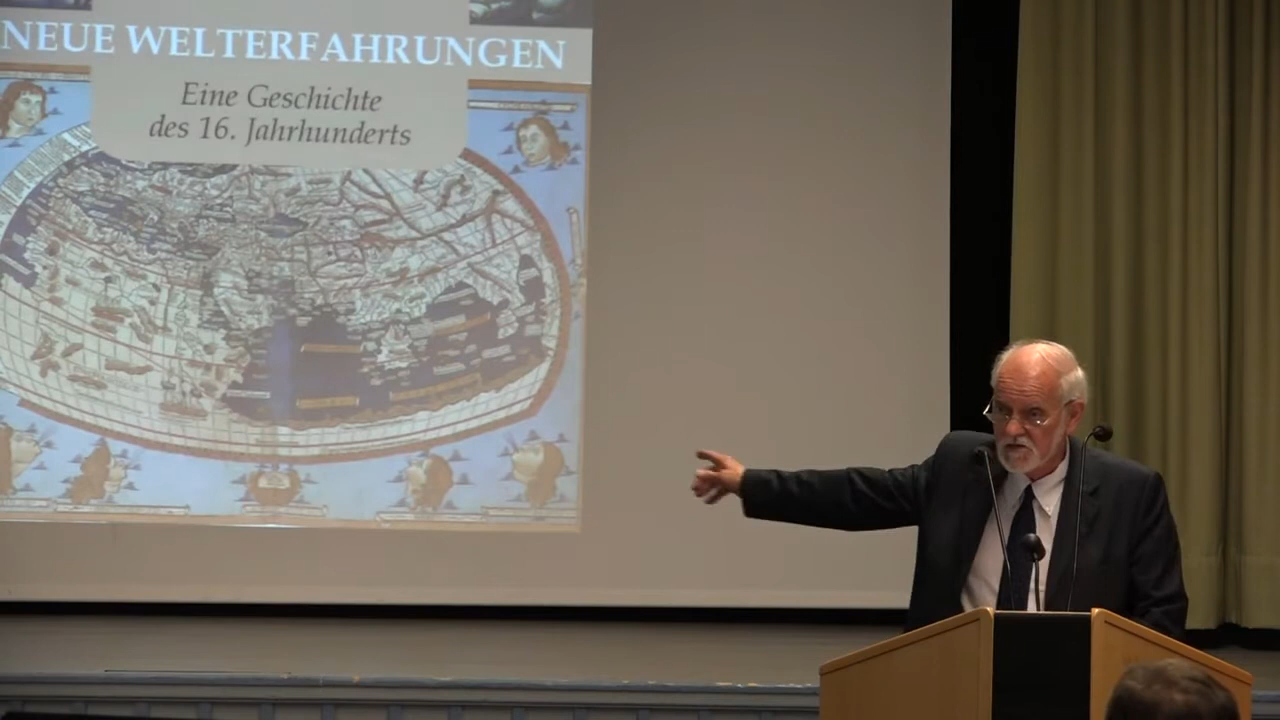 NEUE WELTERFAHRUNGEN
Eine Geschichte
des 16. Jahrhunderts